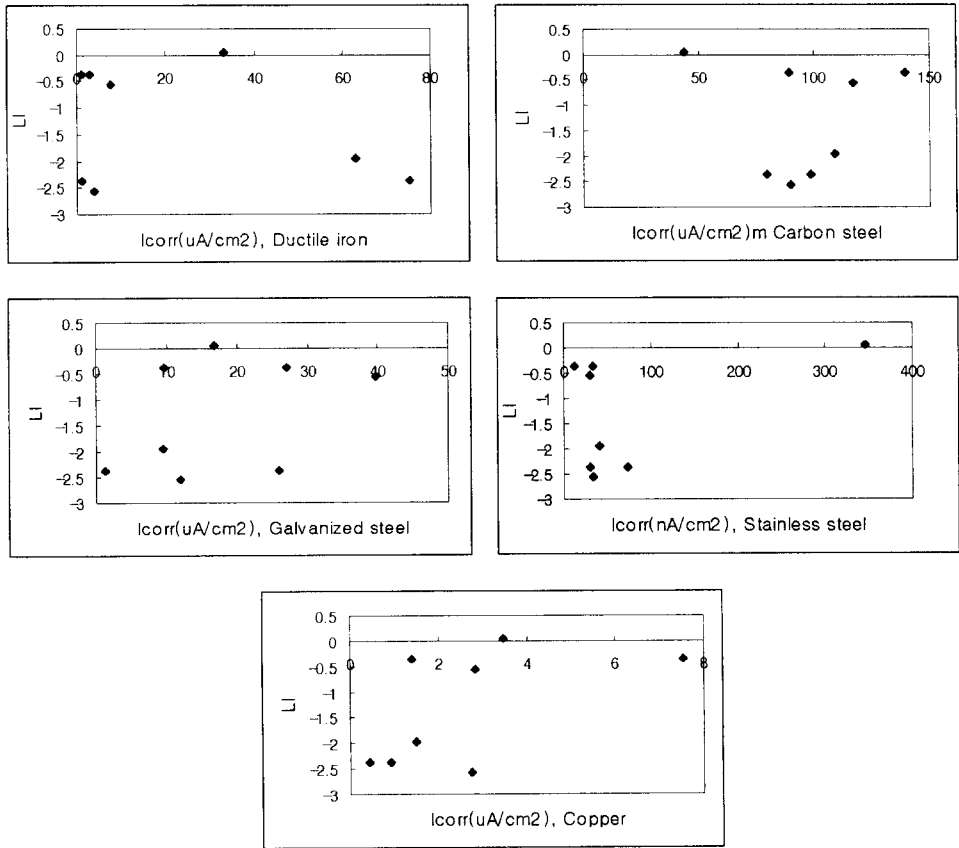 0.5
0
-0.5
-1
-1.5
-2
-2.5
-3
0 20 40 60 80
LI
Icorr(uA/cm2), Ductile iron
0.5
0
-0.5
-1
-1.5
-2
-2.5
-3
0 50 100 150
LI
Icorr(uA/cm2)m Carbon steel
0.5
0
-0.5
-1
-1.5
-2
-2.5
-3
0 10 20 30 40 50
LI
Icorr(uA/cm2), Galvanized steel
0.5
0
-0.5
-1
-1.5
-2
-2.5
-3
0 100 200 300 400
LI
Icorr(nA/cm2), Stainless steel
0.5
0
-0.5
-1
-1.5
-2
-2.5
-3
0 2 4 6 8
LI
Icorr(uA/cm2), Copper